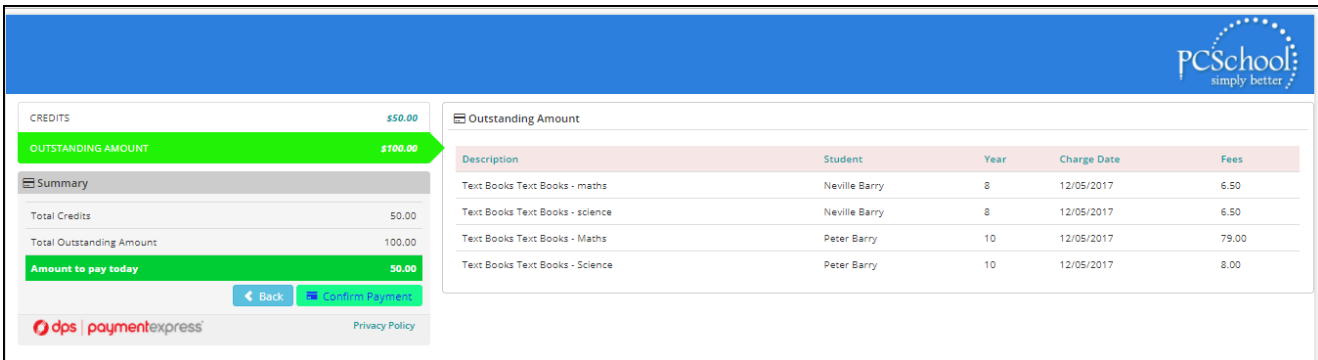 PCSchool
simply better
CREDITS $50.00
OUTSTANDING AMOUNT $100.00
Summary
Total Credits 50.00
Total Outstanding Amount 100.00
Amount to pay today 50.00
Back Confirm Payment
dps paymentexpress Privacy Policy
Outstanding Amount
Description Student Year Charge Date Fees
Text Books Text Books - maths Neville Barry 8 12/05/2017 6.50
Text Books Text Books - science Neville Barry 8 12/05/2017 6.50
Text Books Text Books - Maths Peter Barry 10 12/05/2017 79.00
Text Books Text Books - Science Peter Barry 10 12/05/2017 8.00